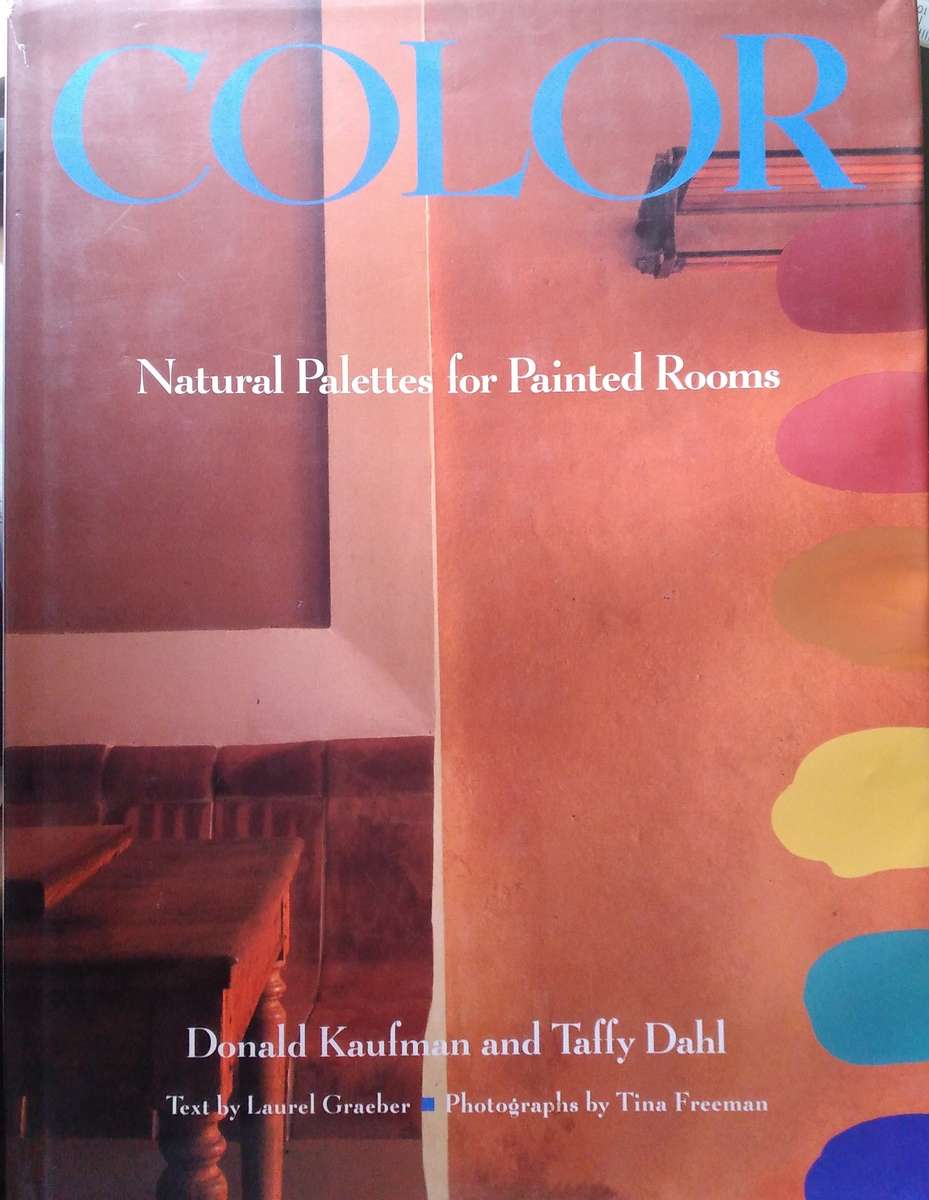 COLOR
Natural Palettes for Painted Rooms
Donald Kaufman and Taffy Dahl
Text by Laurel Graeber ■ Photographs by Tina Freeman